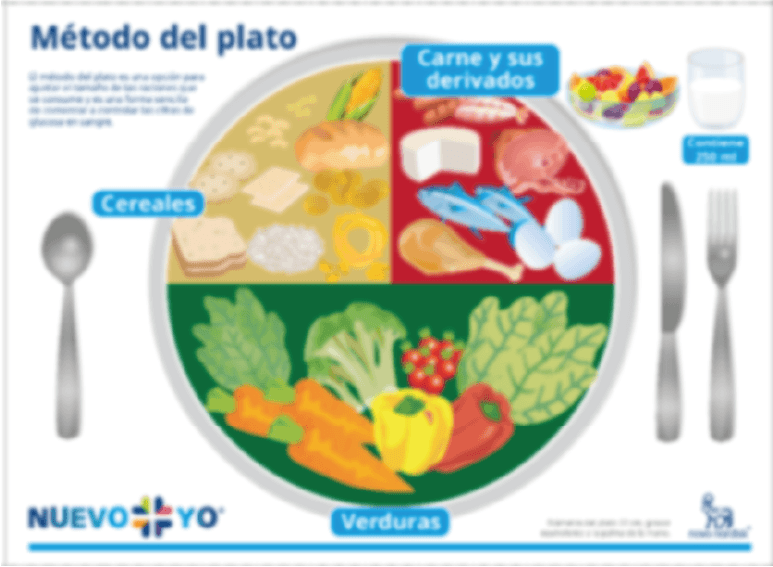 Método del plato
El método del plato es una opción para
ajustar el tamaño de las raciones que
se consume y es una forma sencilla
de comenzar a controlar las cifras de
glucosa en sangre.
Carne y sus
derivados
Contiene
250 ml
Cereales
Verduras
NUEVO YO
novo nordisk